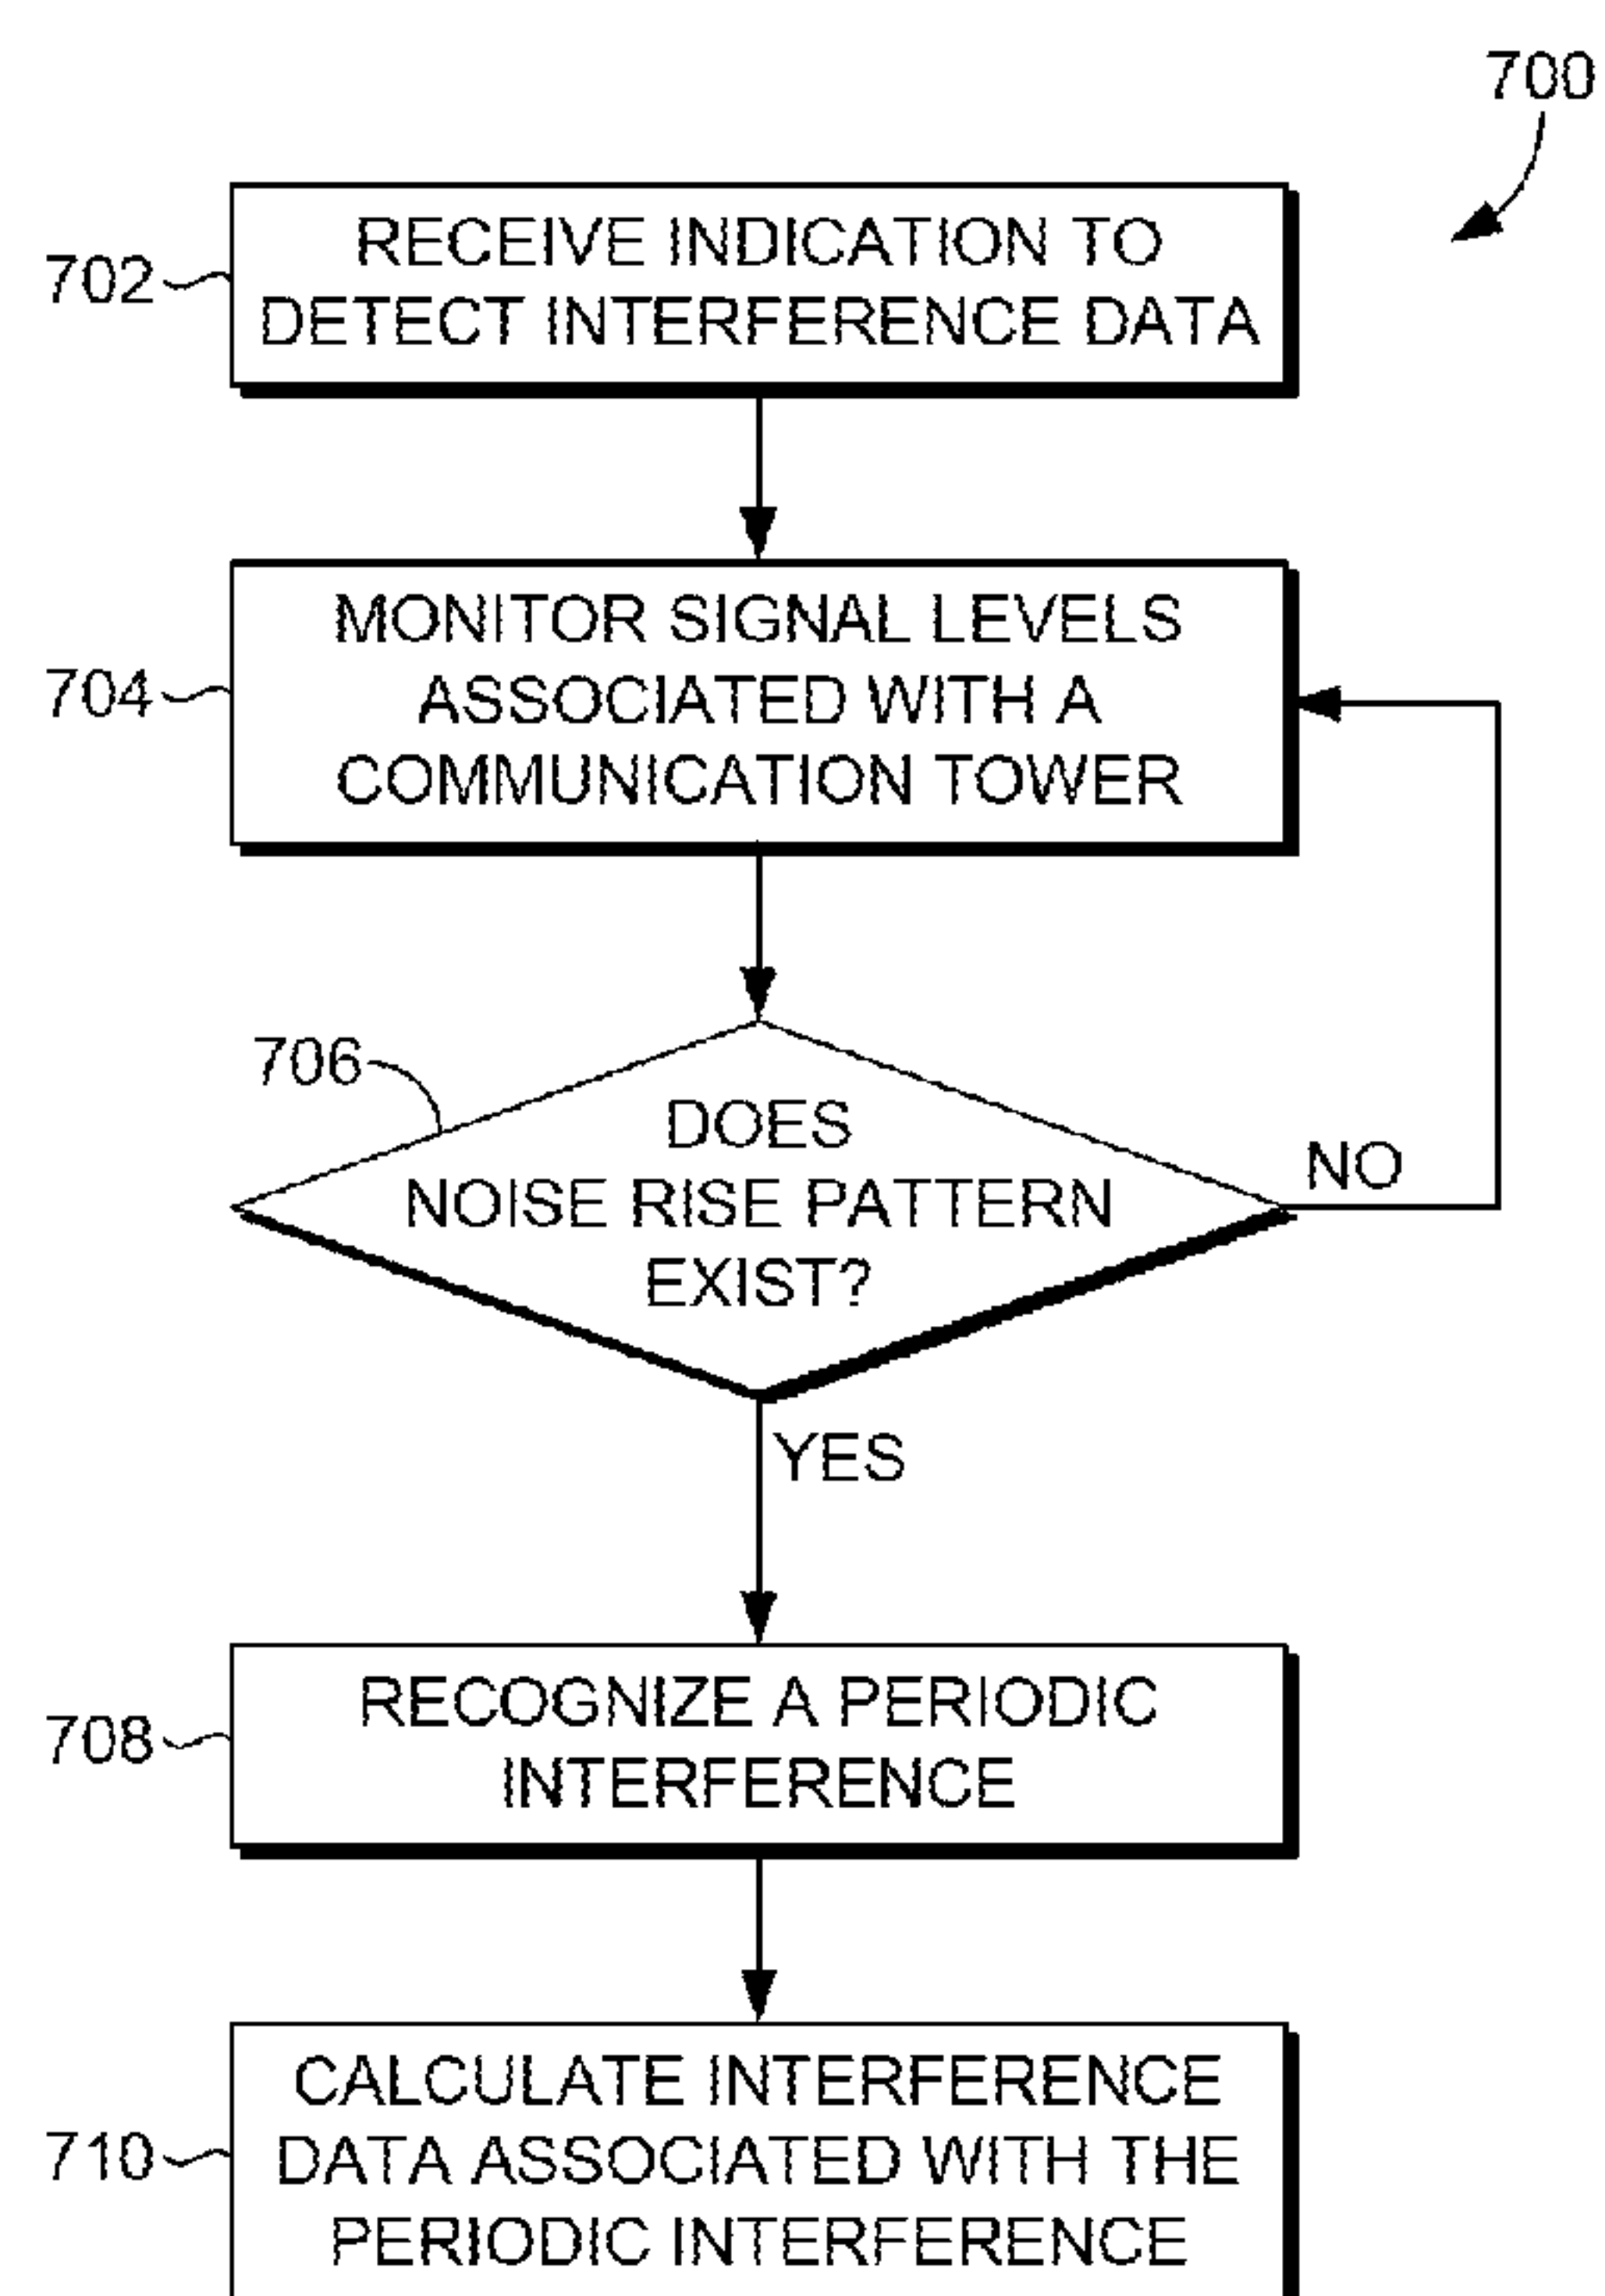 700
702
RECEIVE INDICATION TO
DETECT INTERFERENCE DATA
704
MONITOR SIGNAL LEVELS
ASSOCIATED WITH A
COMMUNICATION TOWER
706
DOES
NOISE RISE PATTERN
EXIST?
NO
YES
708
RECOGNIZE A PERIODIC
INTERFERENCE
710
CALCULATE INTERFERENCE
DATA ASSOCIATED WITH THE
PERIODIC INTERFERENCE